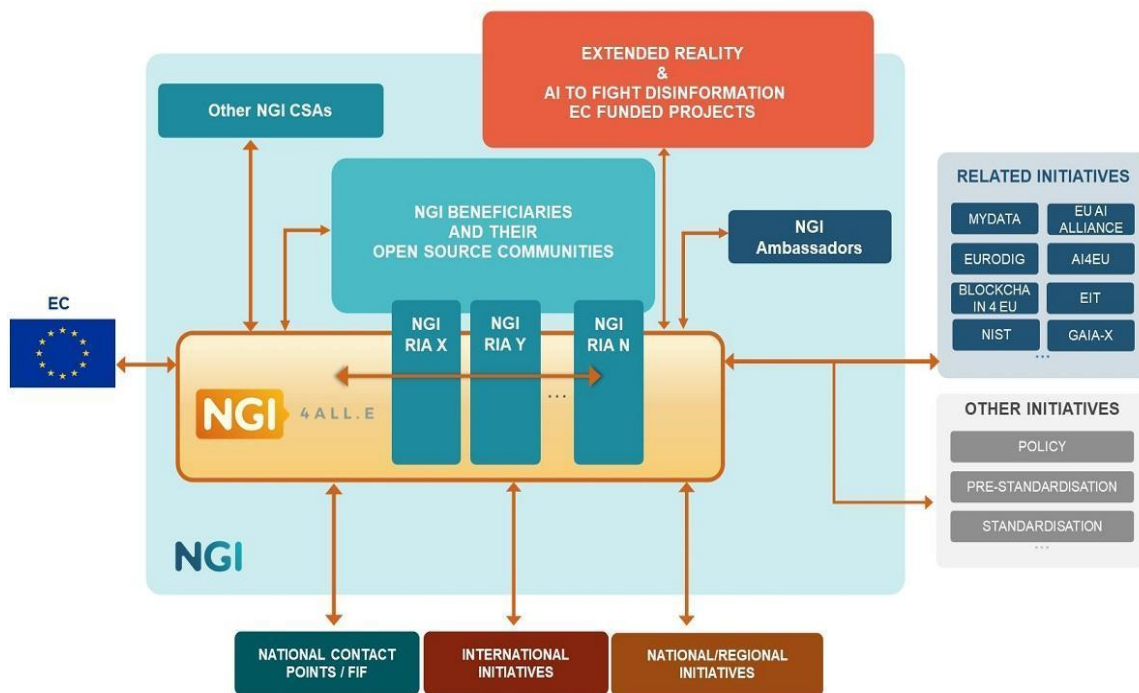 EXTENDED REALITY
&
AI TO FIGHT DISINFORMATION
EC FUNDED PROJECTS
Other NGI CSAs
NGI BENEFICIARIES
AND THEIR
OPEN SOURCE COMMUNITIES
NGI
Ambassadors
RELATED INITIATIVES
MYDATA
EU AI
ALLIANCE
EURODIG
AI4EU
BLOCKCHA
IN 4 EU
EIT
NIST
GAIA-X
...
EC
NGI
RIA X
NGI
RIA Y
NGI
RIA N
...
NGI 4ALL.E
OTHER INITIATIVES
POLICY
PRE-STANDARDISATION
STANDARDISATION
...
NGI
NATIONAL CONTACT
POINTS / FIF
INTERNATIONAL
INITIATIVES
NATIONAL/REGIONAL
INITIATIVES